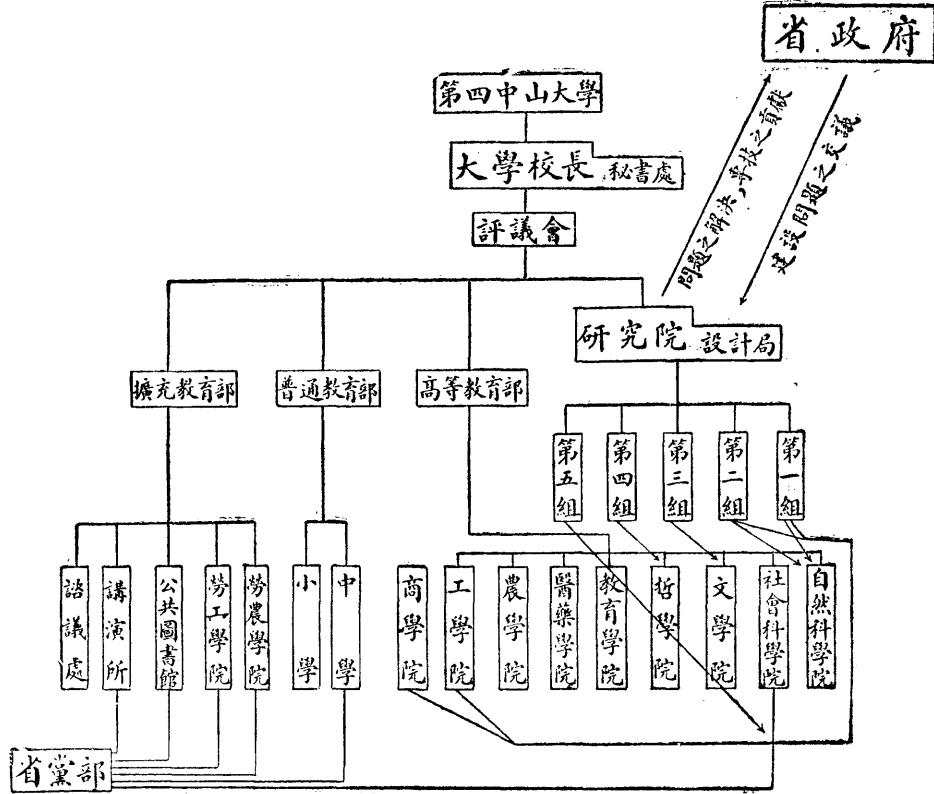 省政府
第四中山大學
大學校長 秘書處
評議會
問題之解決,專技之貢獻
建設問題之交議
研究院 設計局
擴充教育部
普通教育部
高等教育部
第一組
第二組
第三組
第四組
第五組
自然科學院
社會科學院
文學院
哲學院
教育學院
醫藥學院
農學院
工學院
商學院
中學
小學
勞農學院
勞工學院
公共圖書館
講演所
諮議處
省黨部